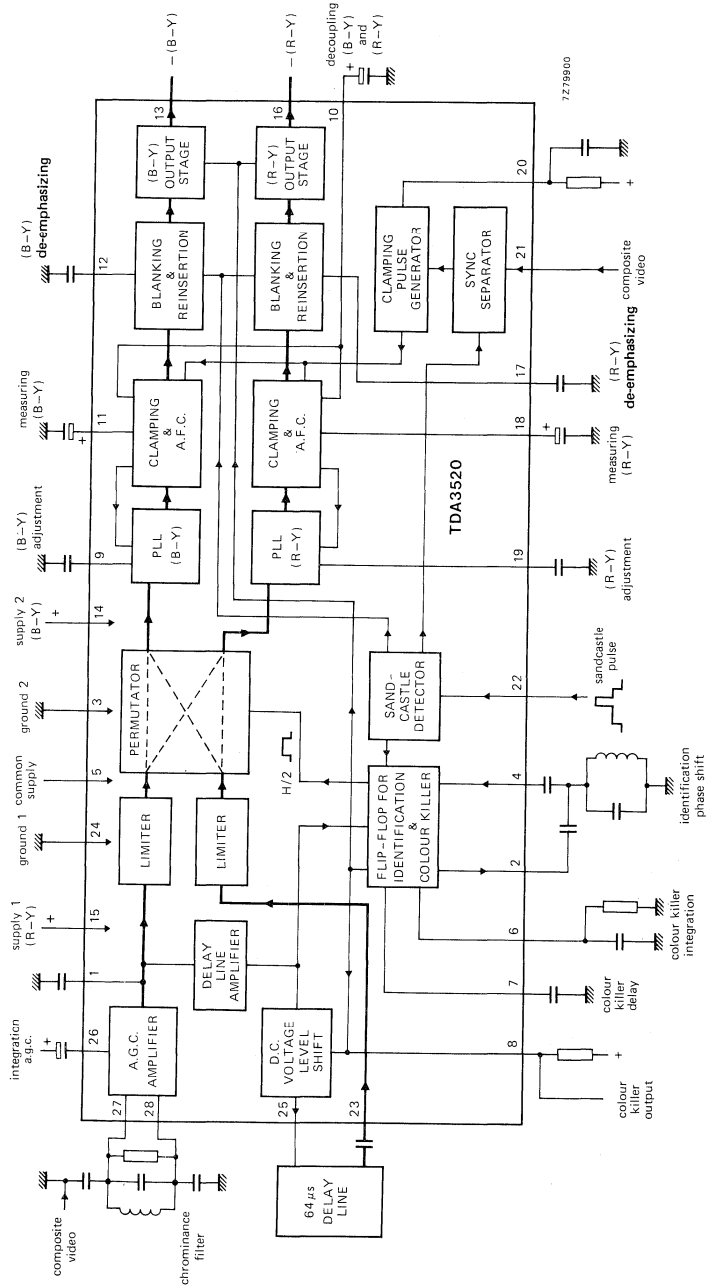 composite
video
chrominance
filter
integration
a.g.c.
26
27
28
A.G.C.
AMPLIFIER
1
supply 1
(R–Y)
+
15
ground 1
24
common
supply
5
ground 2
3
supply 2
(B–Y)
+
14
(B–Y)
adjustment
9
measuring
(B–Y)
+
11
(B–Y)
de-emphasizing
12
LIMITER
LIMITER
PERMUTATOR
PLL
(B–Y)
CLAMPING
&
A.F.C.
BLANKING
&
REINSERTION
(B–Y)
OUTPUT
STAGE
13
– (B–Y)
PLL
(R–Y)
CLAMPING
&
A.F.C.
BLANKING
&
REINSERTION
(R–Y)
OUTPUT
STAGE
16
– (R–Y)
10
decoupling
+ (B–Y)
and
(R–Y)
DELAY
LINE
AMPLIFIER
D.C.
VOLTAGE
LEVEL
SHIFT
25
23
64 µs
DELAY
LINE
H/2
FLIP-FLOP FOR
IDENTIFICATION
&
COLOUR KILLER
SAND-
CASTLE
DETECTOR
CLAMPING
PULSE
GENERATOR
SYNC
SEPARATOR
TDA3520
8
+
colour
killer
output
7
colour
killer
delay
6
colour killer
integration
2
4
identification
phase shift
22
sandcastle
pulse
19
(R–Y)
adjustment
18
+
measuring
(R–Y)
17
(R–Y)
de-emphasizing
21
composite
video
20
+
7Z79900